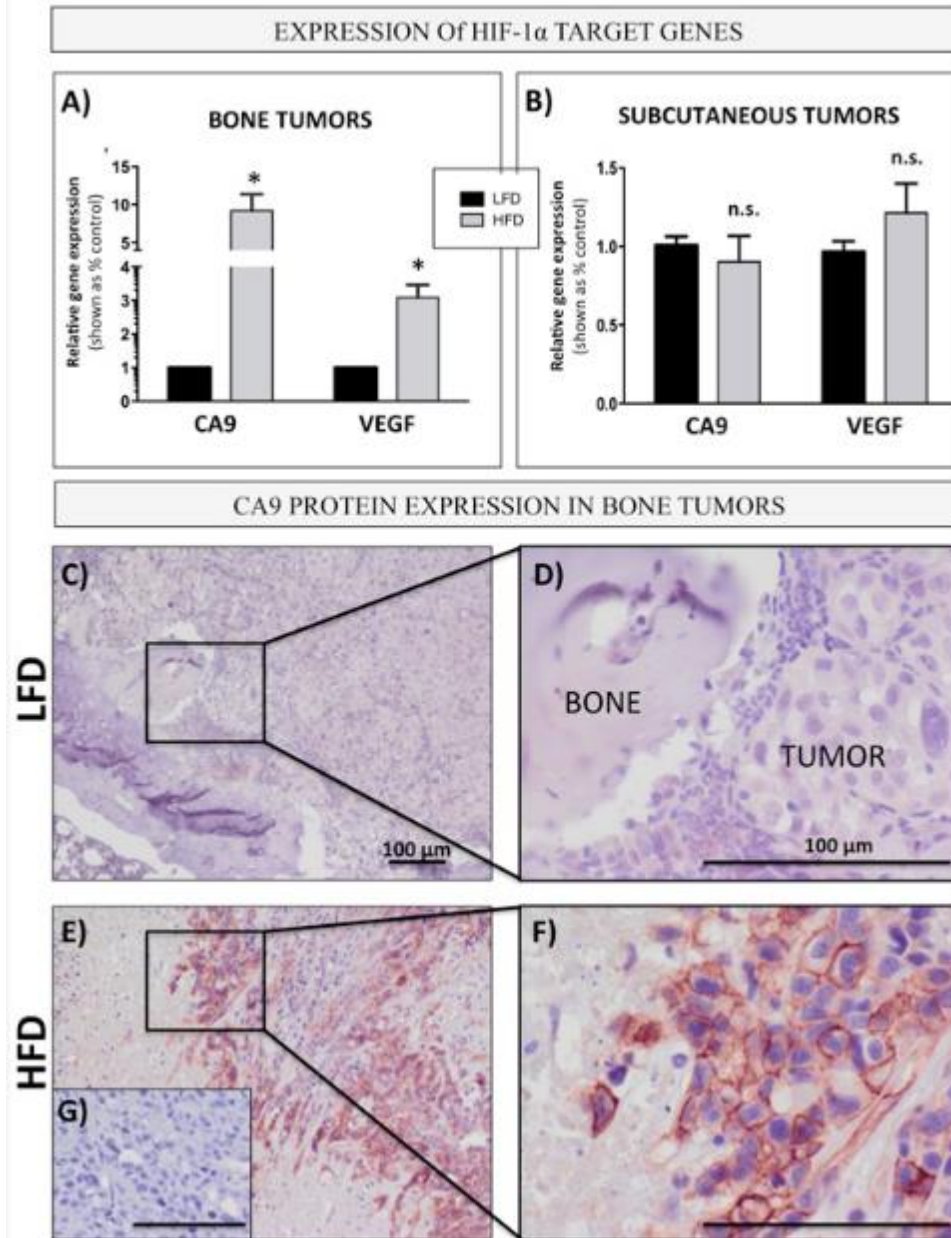 EXPRESSION Of HIF-1α TARGET GENES
A)
BONE TUMORS
Relative gene expression
(shown as % control)
15
10
5
4
3
2
1
0
*
*
CA9
VEGF
LFD
HFD
B)
SUBCUTANEOUS TUMORS
Relative gene expression
(shown as % control)
1.5
1.0
0.5
0.0
n.s.
n.s.
CA9
VEGF
CA9 PROTEIN EXPRESSION IN BONE TUMORS
LFD
C)
100 µm
D)
BONE
TUMOR
100 µm
HFD
E)
G)
F)